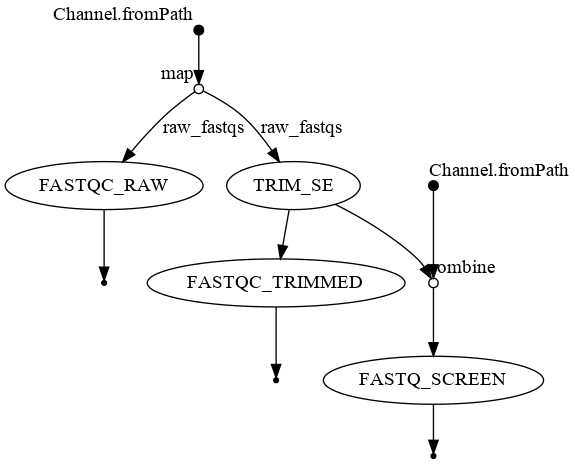 Channel.fromPath
map
raw_fastqs
raw_fastqs
FASTQC_RAW
TRIM_SE
Channel.fromPath
FASTQC_TRIMMED
combine
FASTQ_SCREEN